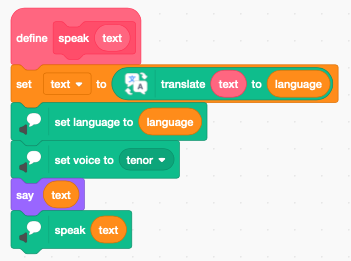 define speak text
set text to translate text to language
set language to language
set voice to tenor
say text
speak text